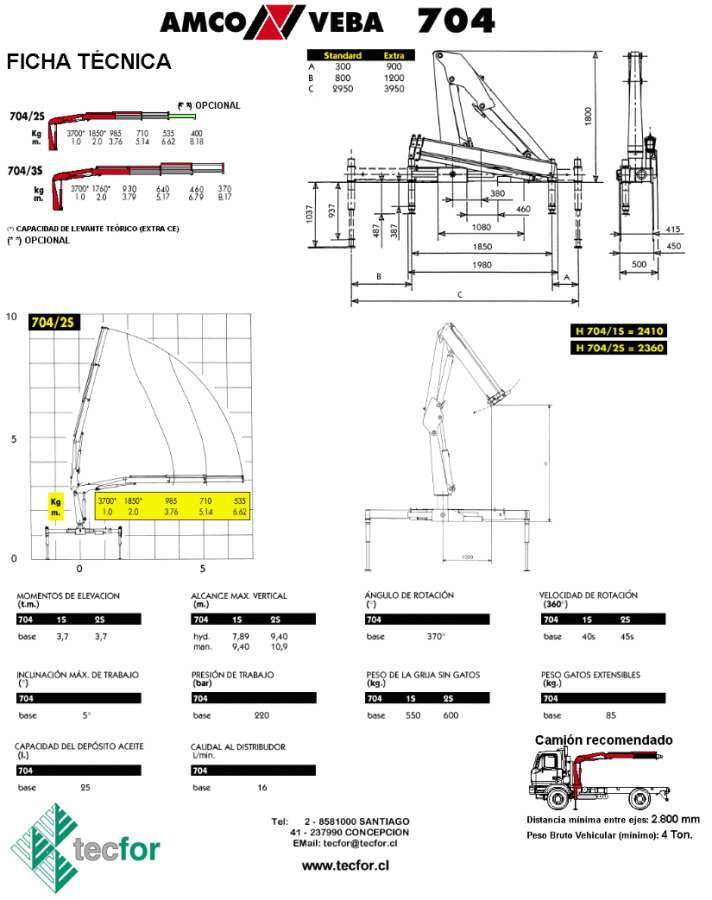 AMCO VEBA 704
FICHA TÉCNICA
Standard Extra
A 300 900
B 800 1200
C 2950 3950
704/2S
(* *) OPCIONAL
Kg 3700* 1850* 985 710 535 400
m. 1.0 2.0 3.76 5.14 6.62 8.18
704/3S
kg 3700* 1760* 930 640 460 370
m. 1.0 2.0 3.79 5.17 6.79 8.17
(*) CAPACIDAD DE LEVANTE TEÓRICO (EXTRA CE)
(* *) OPCIONAL
1800
1037
937
487
387
380
460
1080
1850
1980
B
A
C
415
450
500
10
704/2S
5
Kg 3700* 1850* 985 710 535
m. 1.0 2.0 3.76 5.14 6.62
0
0 5
H 704/1S = 2410
H 704/2S = 2360
1000
MOMENTOS DE ELEVACION
(t.m.)
704 1S 2S
base 3,7 3,7
ALCANCE MAX. VERTICAL
(m.)
704 1S 2S
hyd. 7,89 9,40
man. 9,40 10,9
ÁNGULO DE ROTACIÓN
(°)
704
base 370°
VELOCIDAD DE ROTACIÓN
(360°)
704 1S 2S
base 40s 45s
INCLINACIÓN MÁX. DE TRABAJO
(°)
704
base 5°
PRESIÓN DE TRABAJO
(bar)
704
base 220
PESO DE LA GRUA SIN GATOS
(kg.)
704 1S 2S
base 550 600
PESO GATOS EXTENSIBLES
(kg.)
704
base 85
CAPACIDAD DEL DEPÓSITO ACEITE
(l.)
704
base 25
CAUDAL AL DISTRIBUDOR
L/min.
704
base 16
Camión recomendado
Distancia mínima entre ejes: 2.800 mm
Peso Bruto Vehicular (mínimo): 4 Ton.
tecfor
Tel: 2 - 8581000 SANTIAGO
41 - 237990 CONCEPCION
EMail: tecfor@tecfor.cl
www.tecfor.cl